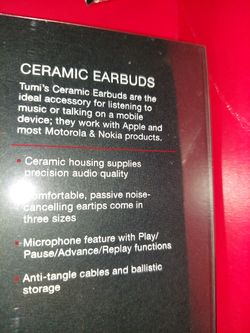 CERAMIC EARBUDS
Tumi's Ceramic Earbuds are the
ideal accessory for listening to
music or talking on a mobile
device; they work with Apple and
most Motorola & Nokia products.
• Ceramic housing supplies
precision audio quality
• Comfortable, passive noise-
cancelling eartips come in
three sizes
• Microphone feature with Play/
Pause/Advance/Replay functions
• Anti-tangle cables and ballistic
storage